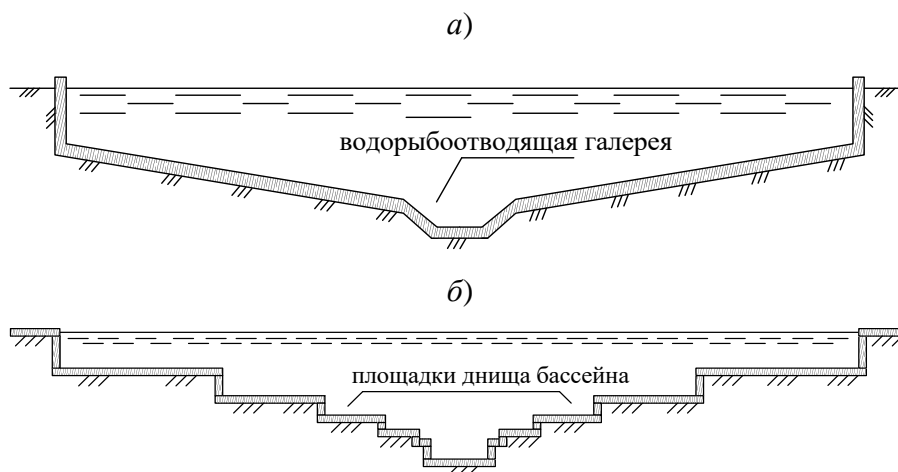 а)
водорыбоотводящая галерея
б)
площадки днища бассейна